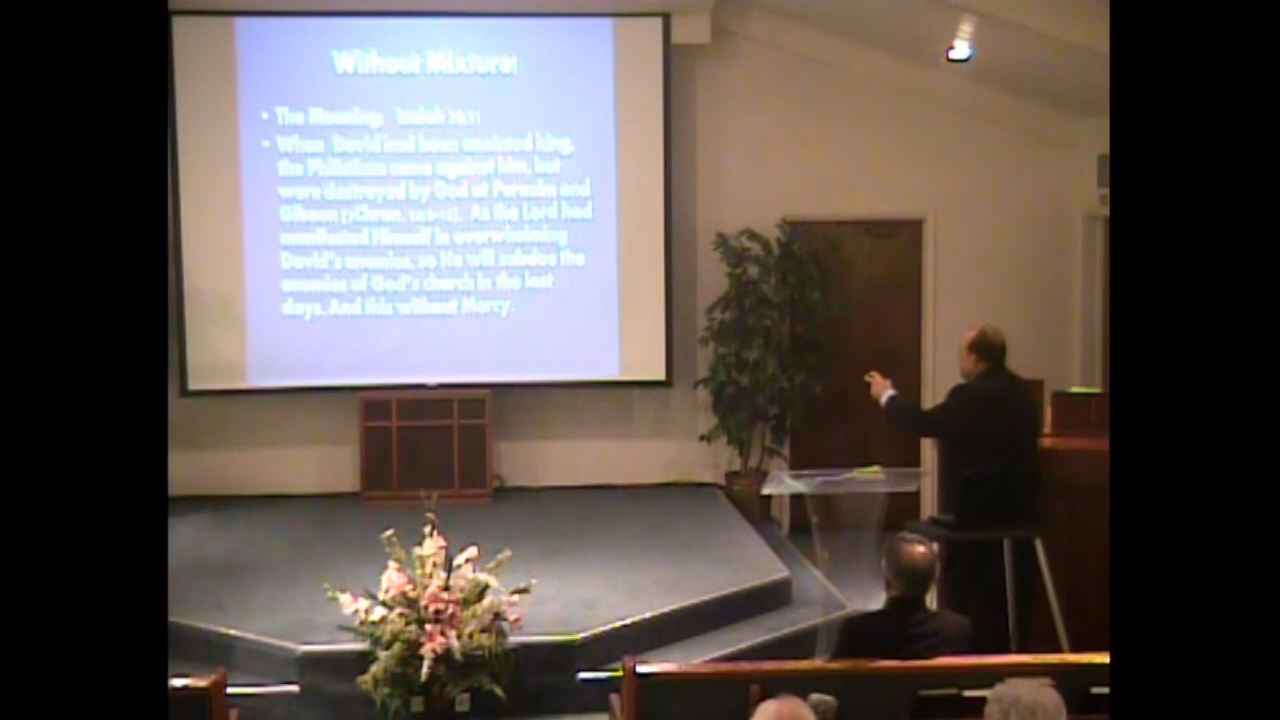 Without Mixture:
• The Meaning: Isaiah 28:21
• When David had been anointed king,
the Philistines came against him, but
were destroyed by God at Perazim and
Gibeon (1Chron. 14:9-16). As the Lord had
manifested Himself in overwhelming
David's enemies, so He will subdue the
enemies of God's church in the last
days. And this without Mercy.